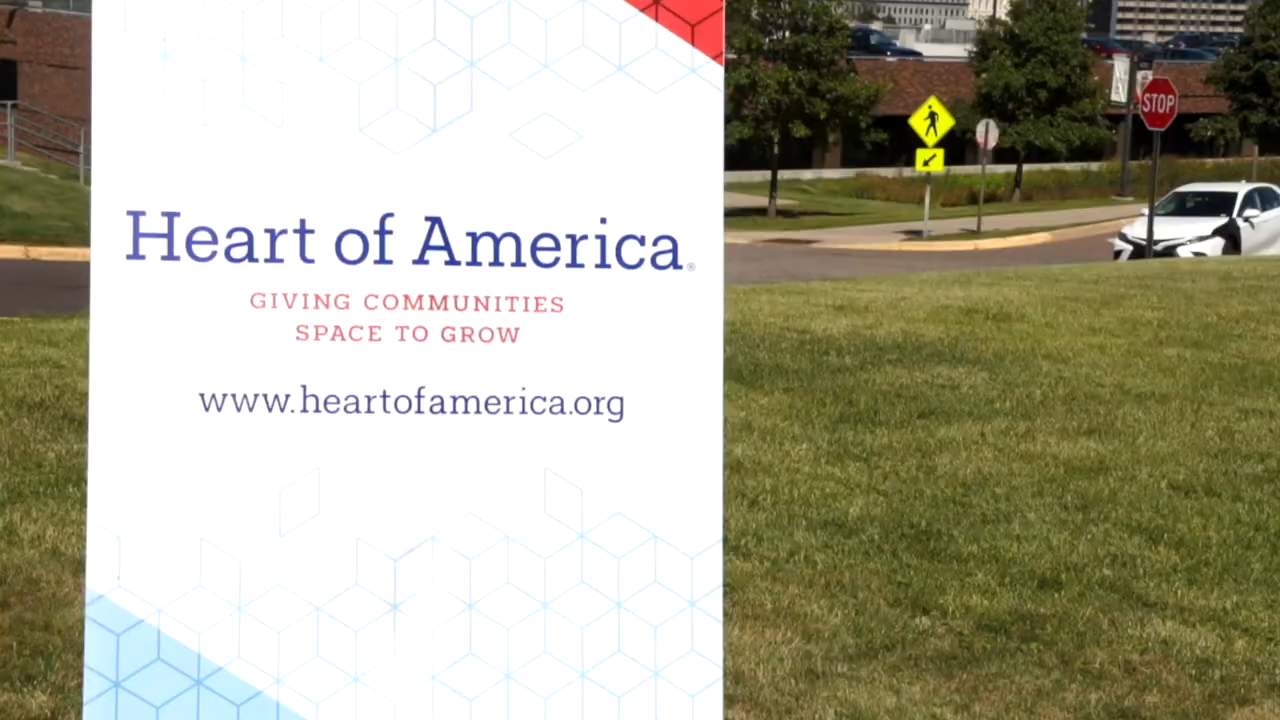 Heart of America®
GIVING COMMUNITIES
SPACE TO GROW
www.heartofamerica.org
STOP